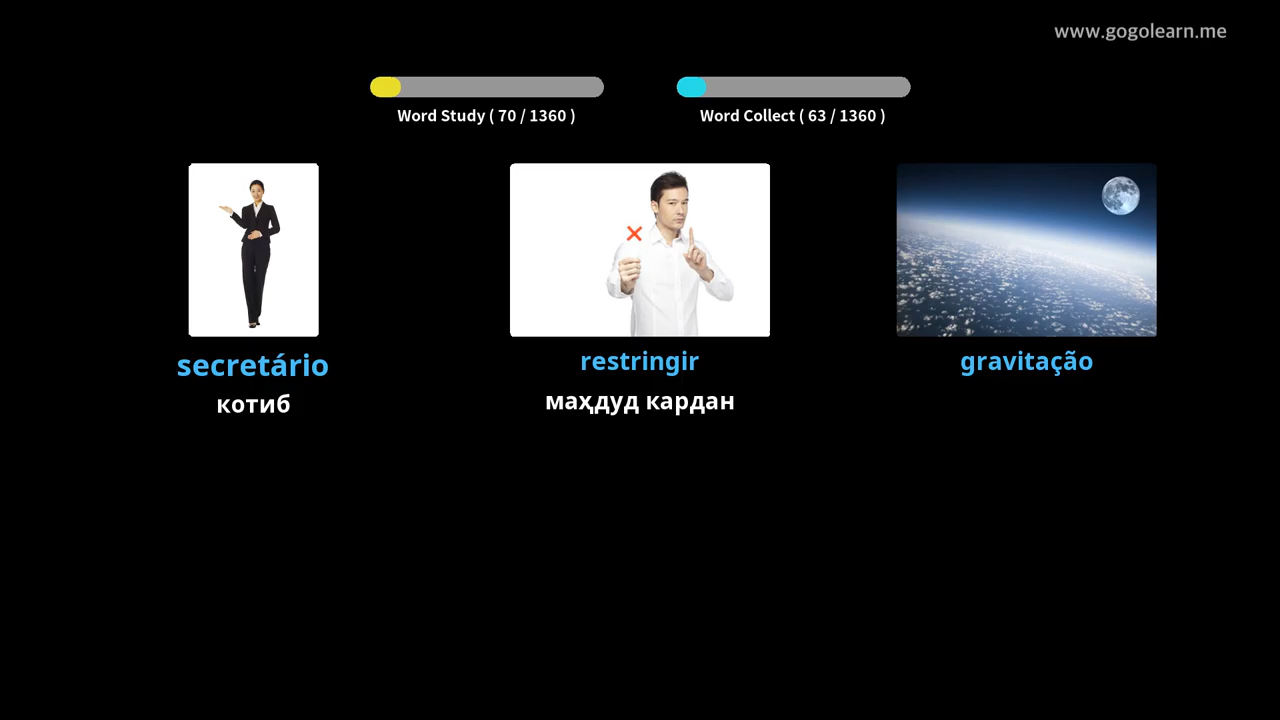 www.gogolearn.me
Word Study ( 70 / 1360 )
Word Collect ( 63 / 1360 )
secretário
котиб
restringir
маҳдуд кардан
gravitação